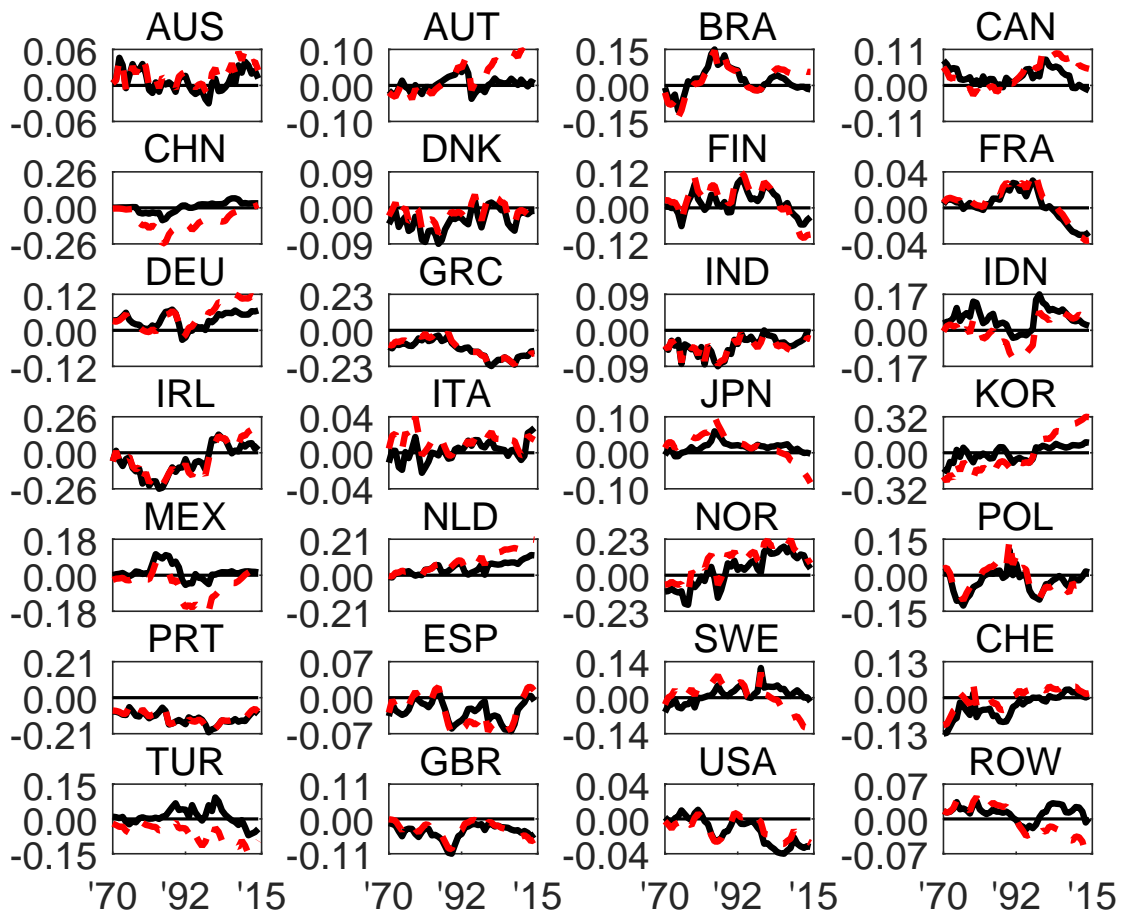 AUS AUT BRA CAN
0.06 0.10 0.15 0.11
0.00 0.00 0.00 0.00
-0.06 -0.10 -0.15 -0.11
CHN DNK FIN FRA
0.26 0.09 0.12 0.04
0.00 0.00 0.00 0.00
-0.26 -0.09 -0.12 -0.04
DEU GRC IND IDN
0.12 0.23 0.09 0.17
0.00 0.00 0.00 0.00
-0.12 -0.23 -0.09 -0.17
IRL ITA JPN KOR
0.26 0.04 0.10 0.32
0.00 0.00 0.00 0.00
-0.26 -0.04 -0.10 -0.32
MEX NLD NOR POL
0.18 0.21 0.23 0.15
0.00 0.00 0.00 0.00
-0.18 -0.21 -0.23 -0.15
PRT ESP SWE CHE
0.21 0.07 0.14 0.13
0.00 0.00 0.00 0.00
-0.21 -0.07 -0.14 -0.13
TUR GBR USA ROW
0.15 0.11 0.04 0.07
0.00 0.00 0.00 0.00
-0.15 -0.11 -0.04 -0.07
'70 '92 '15 '70 '92 '15 '70 '92 '15 '70 '92 '15